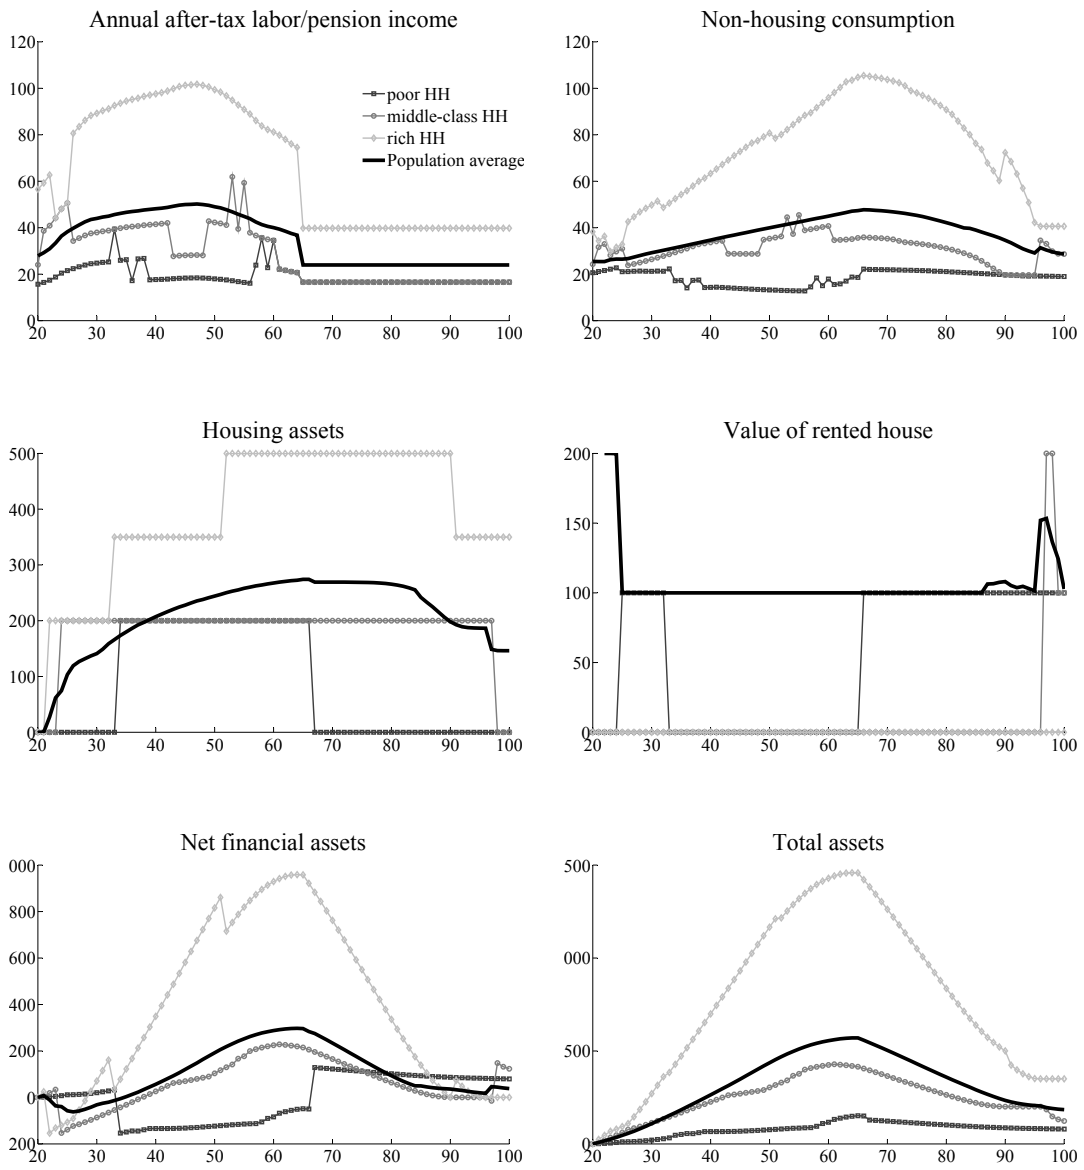 Annual after-tax labor/pension income
Non-housing consumption
120
100
80
60
40
20
0
20 30 40 50 60 70 80 90 100
poor HH
middle-class HH
rich HH
Population average
120
100
80
60
40
20
0
20 30 40 50 60 70 80 90 100
Housing assets
Value of rented house
500
400
300
200
100
0
20 30 40 50 60 70 80 90 100
200
150
100
50
0
20 30 40 50 60 70 80 90 100
Net financial assets
Total assets
000
800
600
400
200
0
200
20 30 40 50 60 70 80 90 100
500
000
500
0
20 30 40 50 60 70 80 90 100